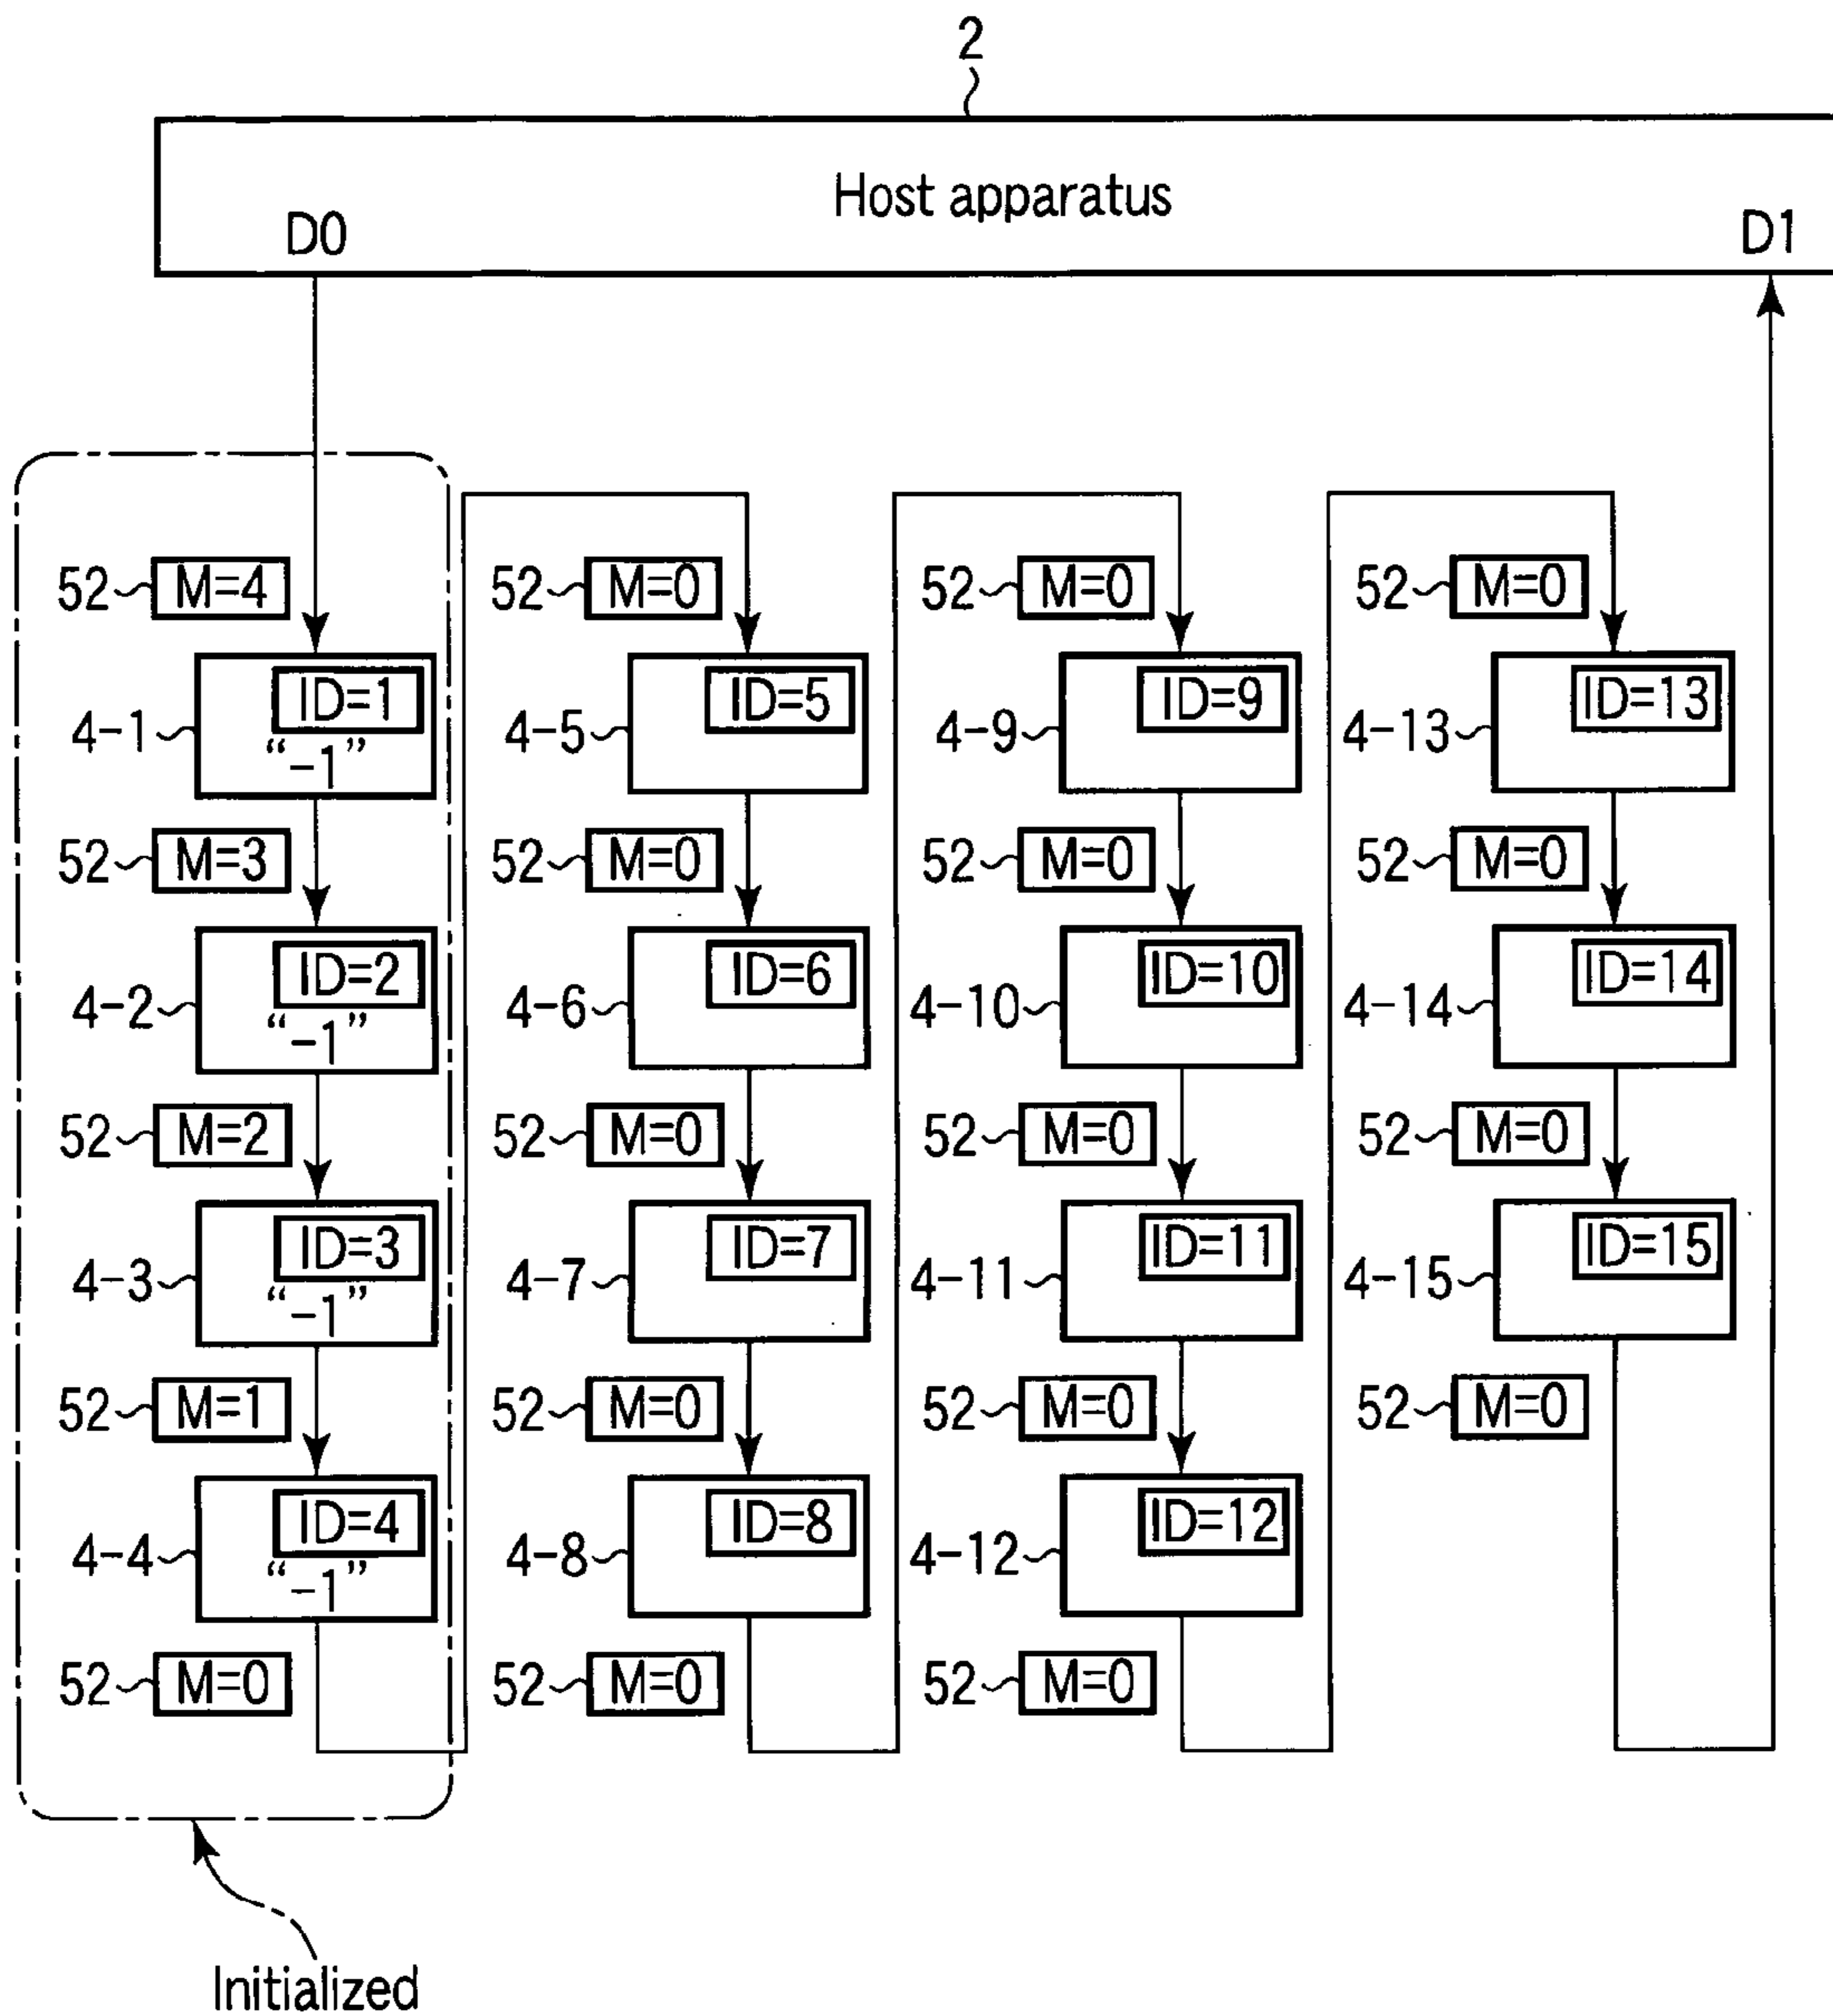 2
Host apparatus
D0
D1
52 M=4
52 M=0
52 M=0
52 M=0
4-1 ID=1
“-1”
4-5 ID=5
4-9 ID=9
4-13 ID=13
52 M=3
52 M=0
52 M=0
52 M=0
4-2 ID=2
“-1”
4-6 ID=6
4-10 ID=10
4-14 ID=14
52 M=2
52 M=0
52 M=0
52 M=0
4-3 ID=3
“-1”
4-7 ID=7
4-11 ID=11
4-15 ID=15
52 M=1
52 M=0
52 M=0
52 M=0
4-4 ID=4
“-1”
4-8 ID=8
4-12 ID=12
52 M=0
52 M=0
52 M=0
Initialized